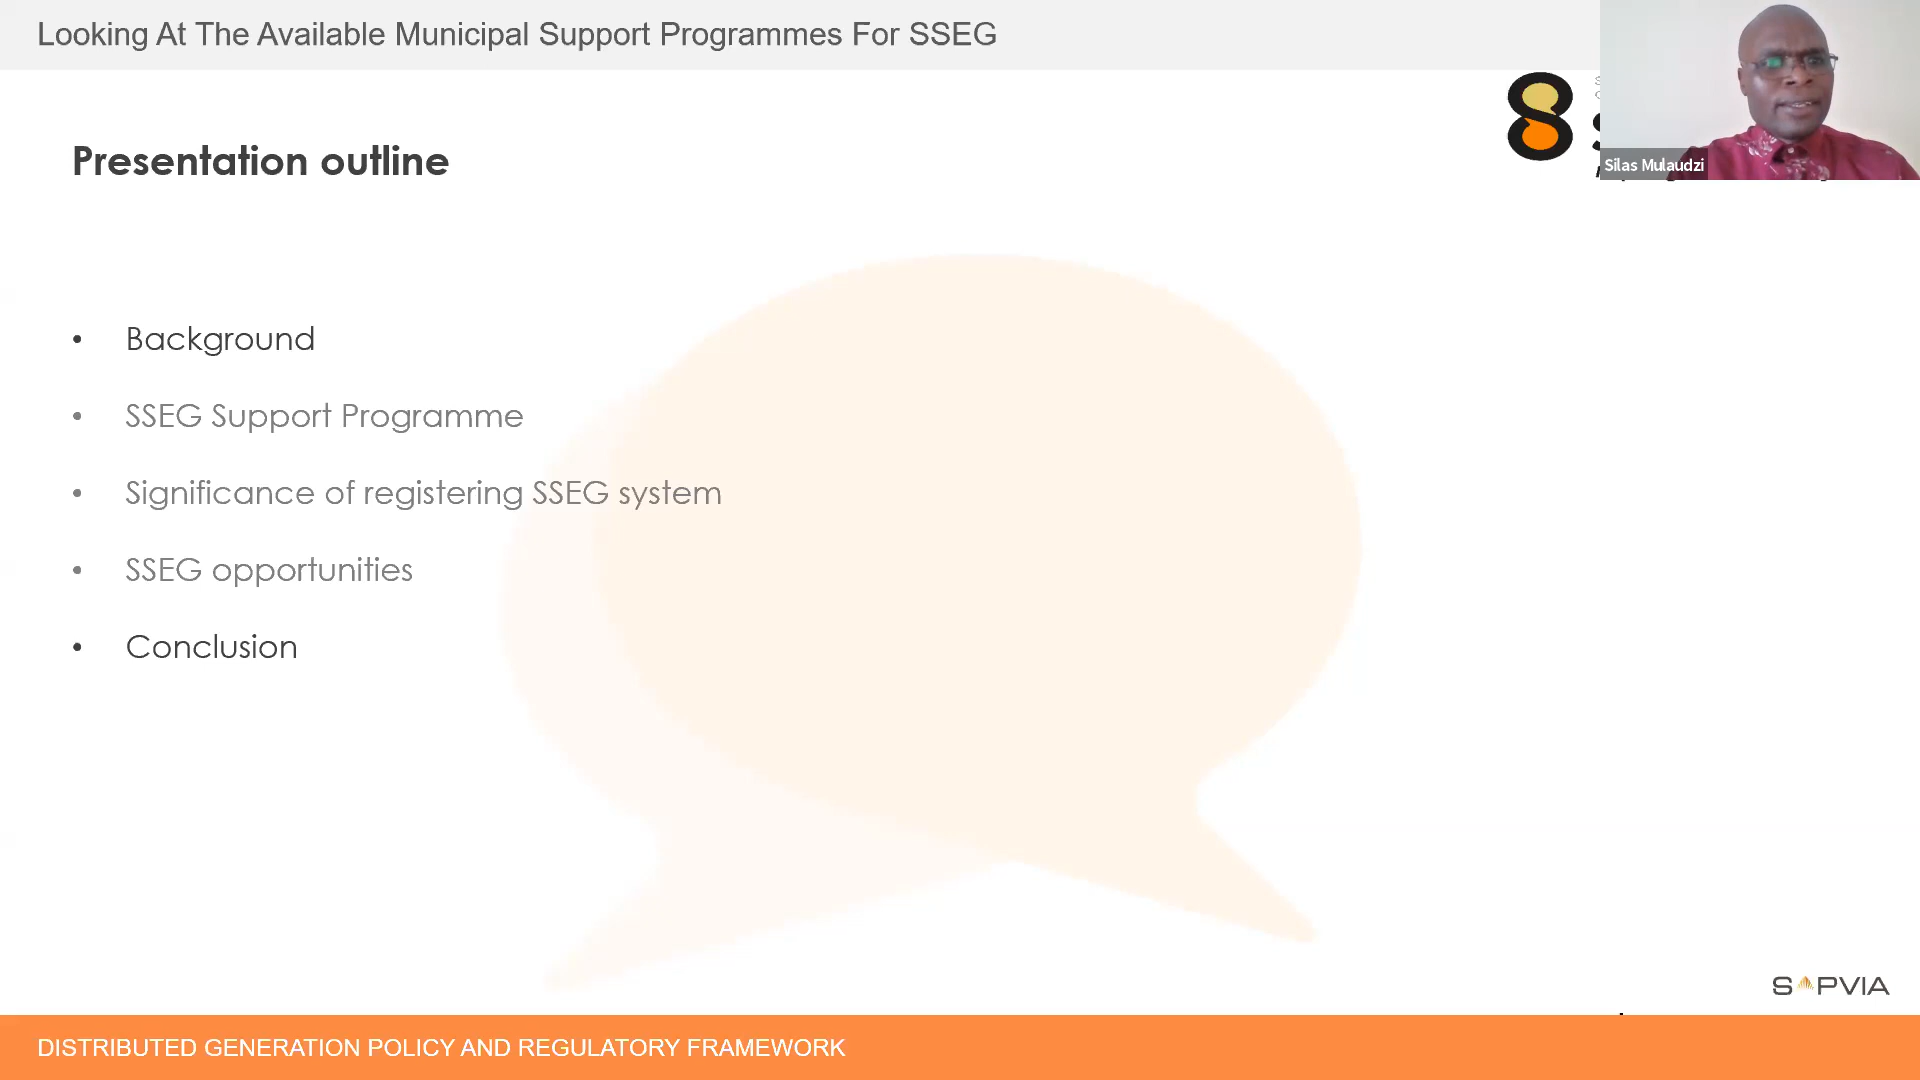 Looking At The Available Municipal Support Programmes For SSEG
Silas Mulaudzi
Presentation outline
• Background
• SSEG Support Programme
• Significance of registering SSEG system
• SSEG opportunities
• Conclusion
SAPVIA
DISTRIBUTED GENERATION POLICY AND REGULATORY FRAMEWORK